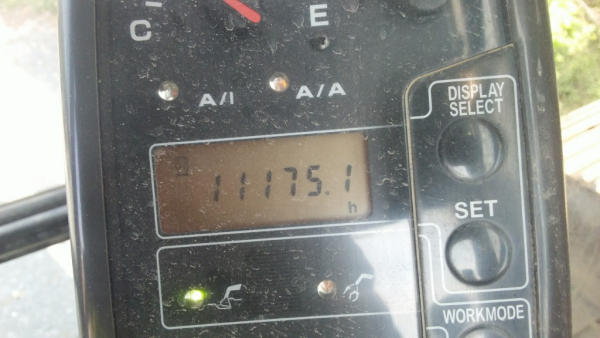 C E
A/I A/A
DISPLAY
SELECT
11175.1
h
SET
WORKMODE